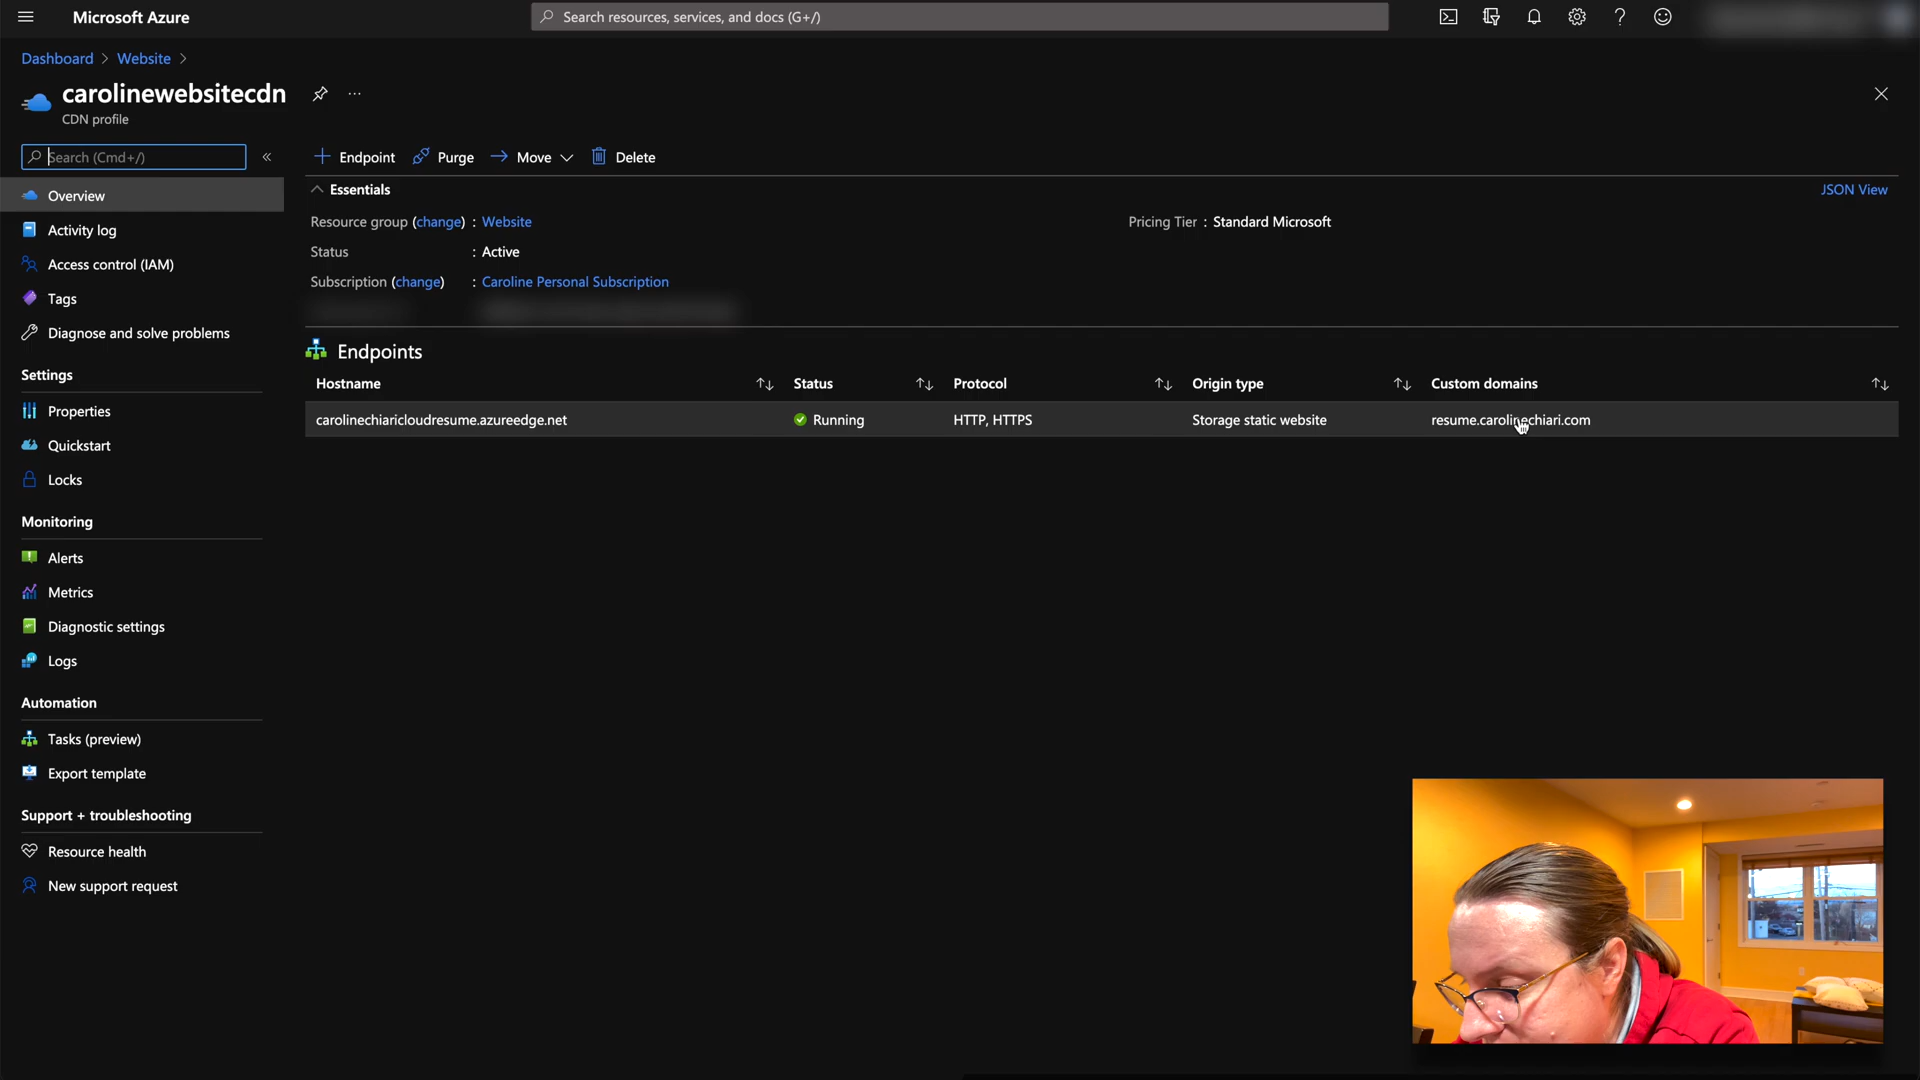 Microsoft Azure
Search resources, services, and docs (G+/)
Dashboard > Website >
carolinewebsitecdn
CDN profile
Search (Cmd+/)
Endpoint Purge Move Delete
Essentials
JSON View
Resource group (change) : Website
Pricing Tier : Standard Microsoft
Status : Active
Subscription (change) : Caroline Personal Subscription
Overview
Activity log
Access control (IAM)
Tags
Diagnose and solve problems
Settings
Properties
Quickstart
Locks
Monitoring
Alerts
Metrics
Diagnostic settings
Logs
Automation
Tasks (preview)
Export template
Support + troubleshooting
Resource health
New support request
Endpoints
Hostname Status Protocol Origin type Custom domains
carolinechiaricloudresume.azureedge.net Running HTTP, HTTPS Storage static website resume.carolinechiari.com